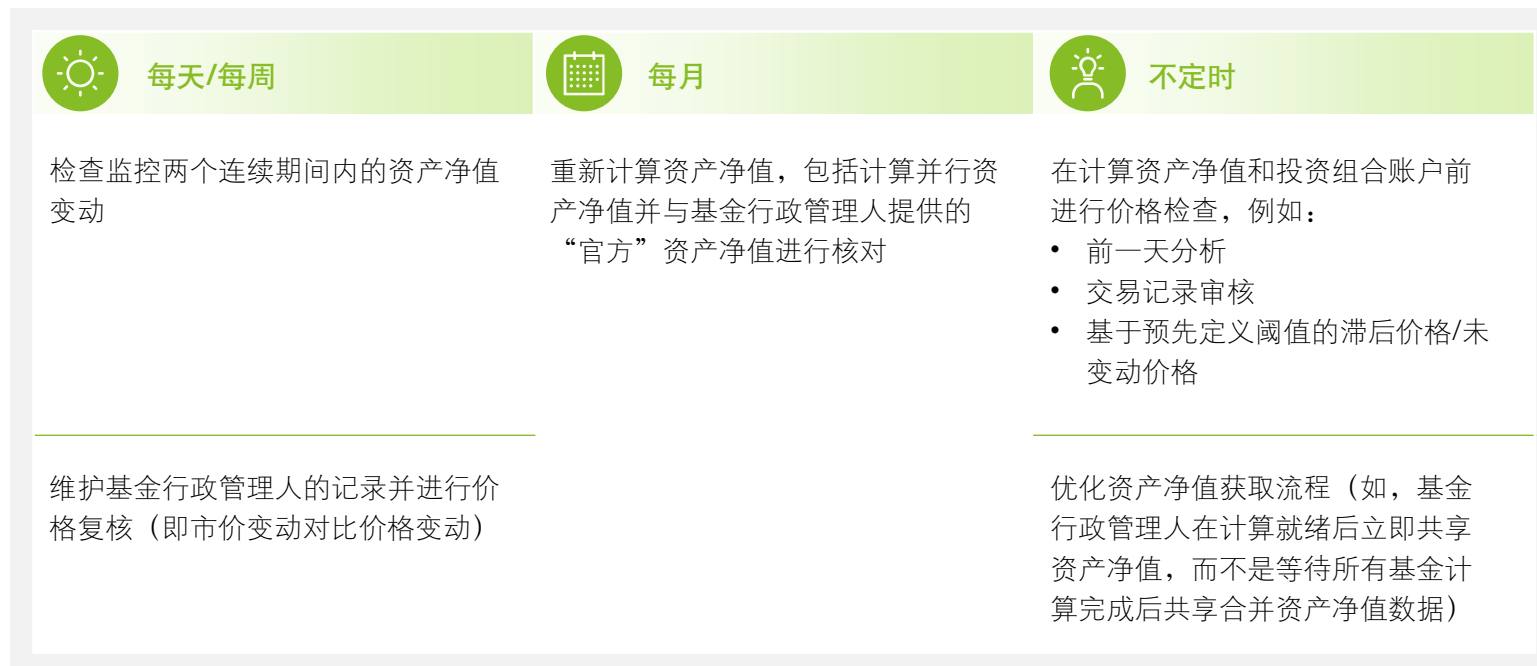 每天/每周
检查监控两个连续期间内的资产净值
变动
维护基金行政管理人的记录并进行价
格复核（即市价变动对比价格变动）
每月
重新计算资产净值，包括计算并行资
产净值并与基金行政管理人提供的
“官方”资产净值进行核对
不定时
在计算资产净值和投资组合账户前
进行价格检查，例如：
• 前一天分析
• 交易记录审核
• 基于预先定义阈值的滞后价格/未
变动价格
优化资产净值获取流程（如，基金
行政管理人在计算就绪后立即共享
资产净值，而不是等待所有基金计
算完成后共享合并资产净值数据）